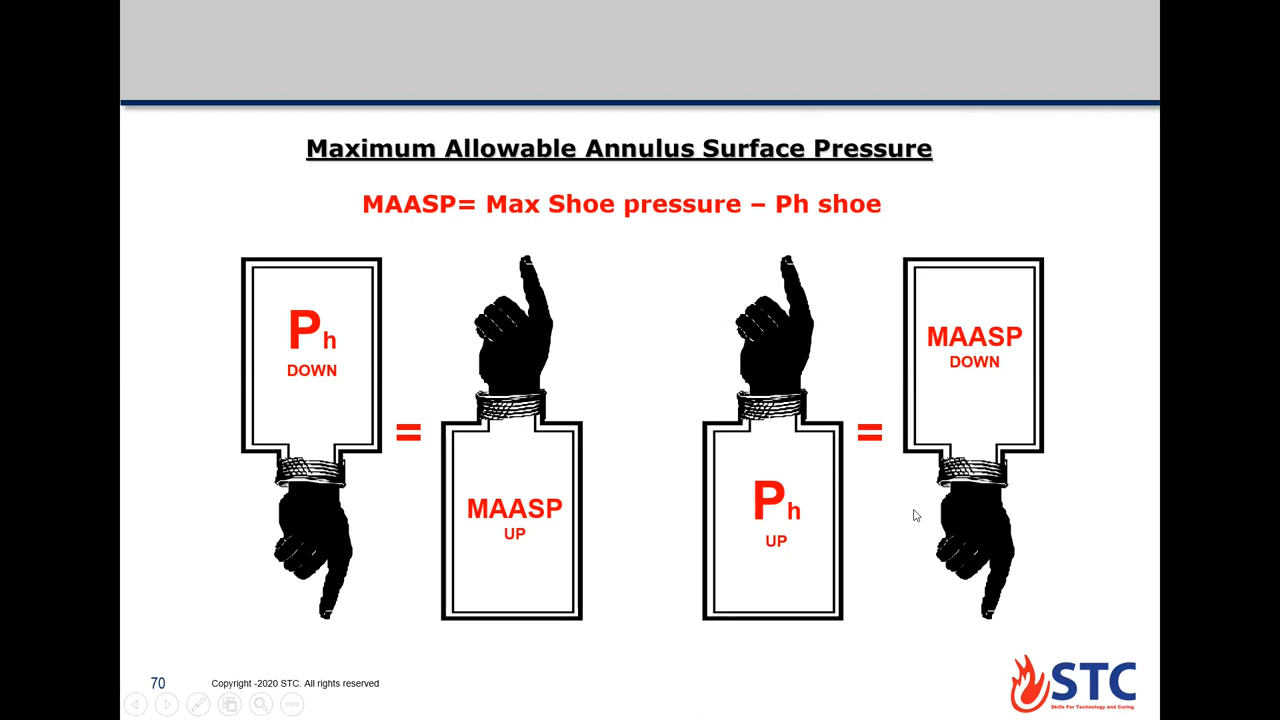 Maximum Allowable Annulus Surface Pressure
MAASP= Max Shoe pressure – Ph shoe
Ph
DOWN
=
MAASP
UP
Ph
UP
=
MAASP
DOWN
70
Copyright -2020 STC. All rights reserved
STC
Skills For Technology and Coring